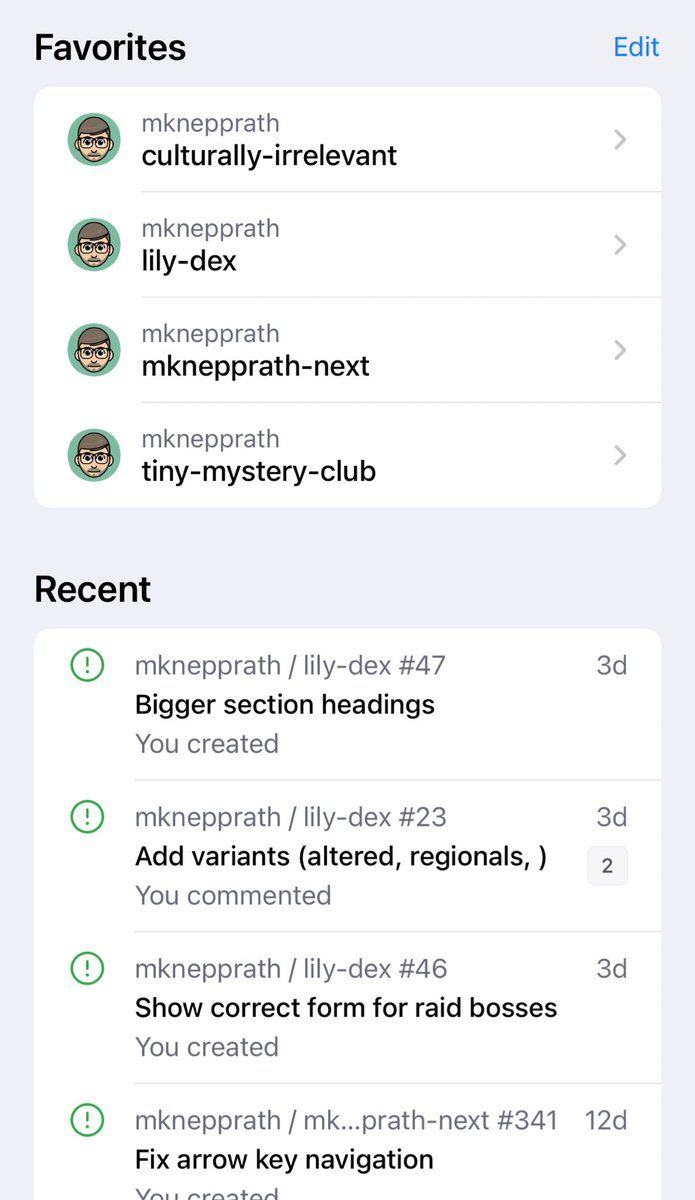 Favorites
Edit
mknepprath
culturally-irrelevant
mknepprath
lily-dex
mknepprath
mknepprath-next
mknepprath
tiny-mystery-club
Recent
mknepprath / lily-dex #47
3d
Bigger section headings
You created
mknepprath / lily-dex #23
3d
Add variants (altered, regionals, )
2
You commented
mknepprath / lily-dex #46
3d
Show correct form for raid bosses
You created
mknepprath / mk...prath-next #341
12d
Fix arrow key navigation
You created